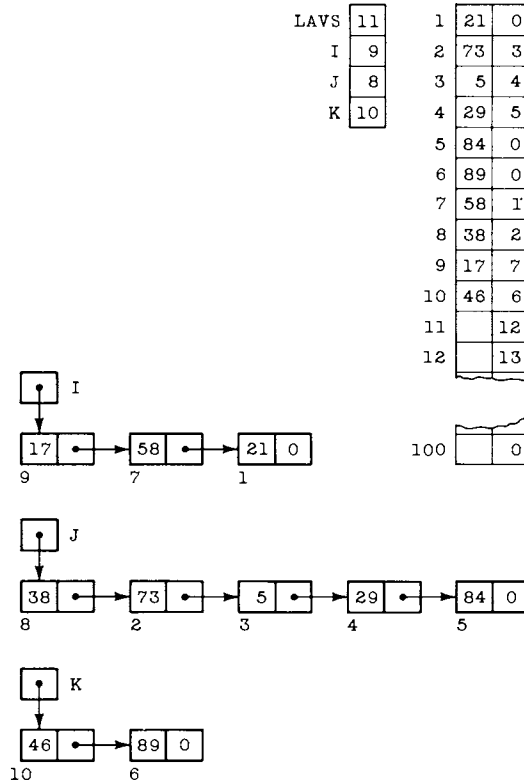 LAVS 11 1 21 0
I 9 2 73 3
J 8 3 5 4
K 10 4 29 5
5 84 0
6 89 0
7 58 1
8 38 2
9 17 7
10 46 6
11 12
12 13
100 0
I
17 58 21 0
9 7 1
J
38 73 5 29 84 0
8 2 3 4 5
K
46 89 0
10 6